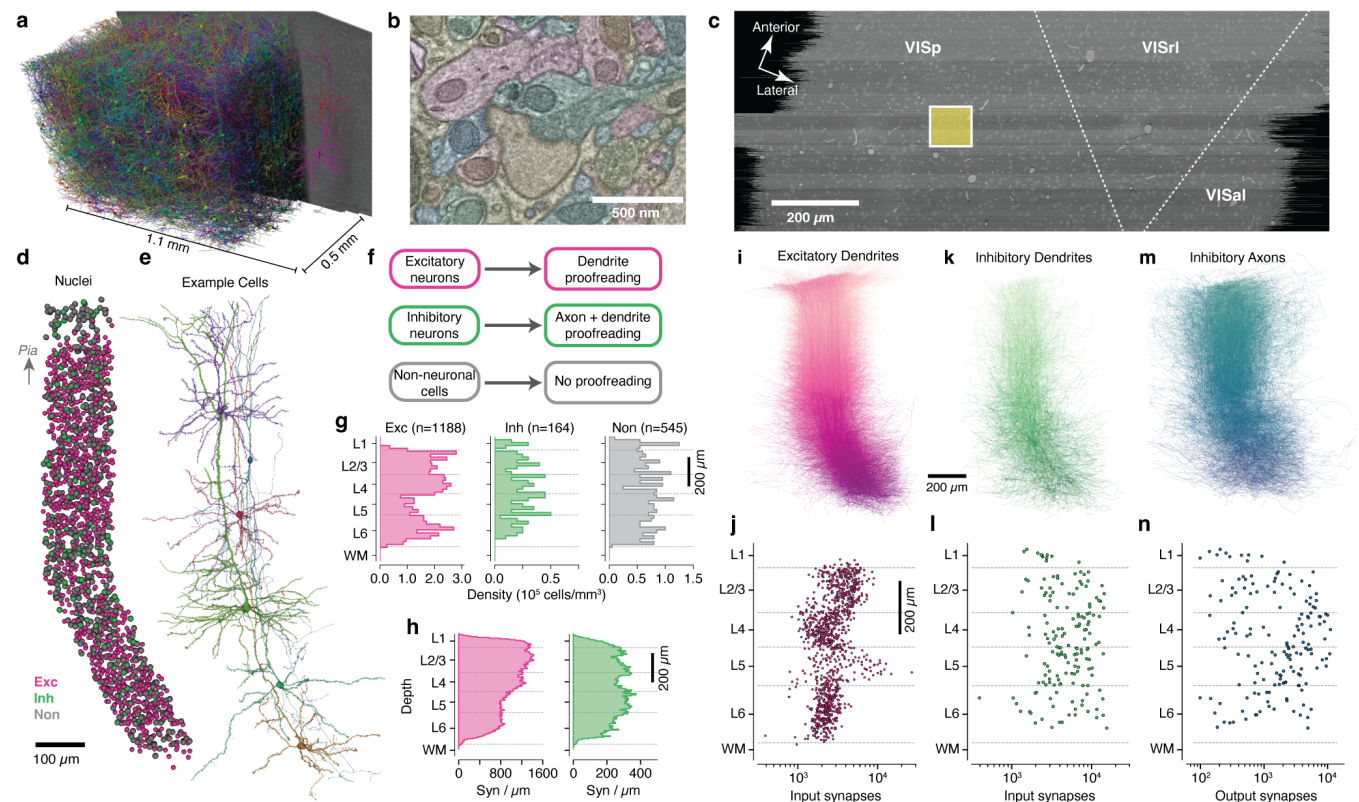 a
1.1 mm
0.5 mm
b
500 nm
c
Anterior
Lateral
VISp
VISrl
VISal
200 µm
d
Nuclei
Pia
Exc
Inh
Non
100 µm
e
Example Cells
f
Excitatory
neurons
Dendrite
proofreading
Inhibitory
neurons
Axon + dendrite
proofreading
Non-neuronal
cells
No proofreading
g
Exc (n=1188)
Inh (n=164)
Non (n=545)
L1
L2/3
L4
L5
L6
WM
200 µm
0.0 1.0 2.0 3.0
0.0 0.5
0.0 0.5 1.0 1.5
Density (10⁵ cells/mm³)
h
Depth
L1
L2/3
L4
L5
L6
WM
200 µm
0 800 1600
Syn / µm
0 200 400
Syn / µm
i
Excitatory Dendrites
k
Inhibitory Dendrites
m
Inhibitory Axons
200 µm
j
L1
L2/3
L4
L5
L6
WM
200 µm
10³ 10⁴
Input synapses
l
L1
L2/3
L4
L5
L6
WM
10³ 10⁴
Input synapses
n
L1
L2/3
L4
L5
L6
WM
10² 10³ 10⁴
Output synapses